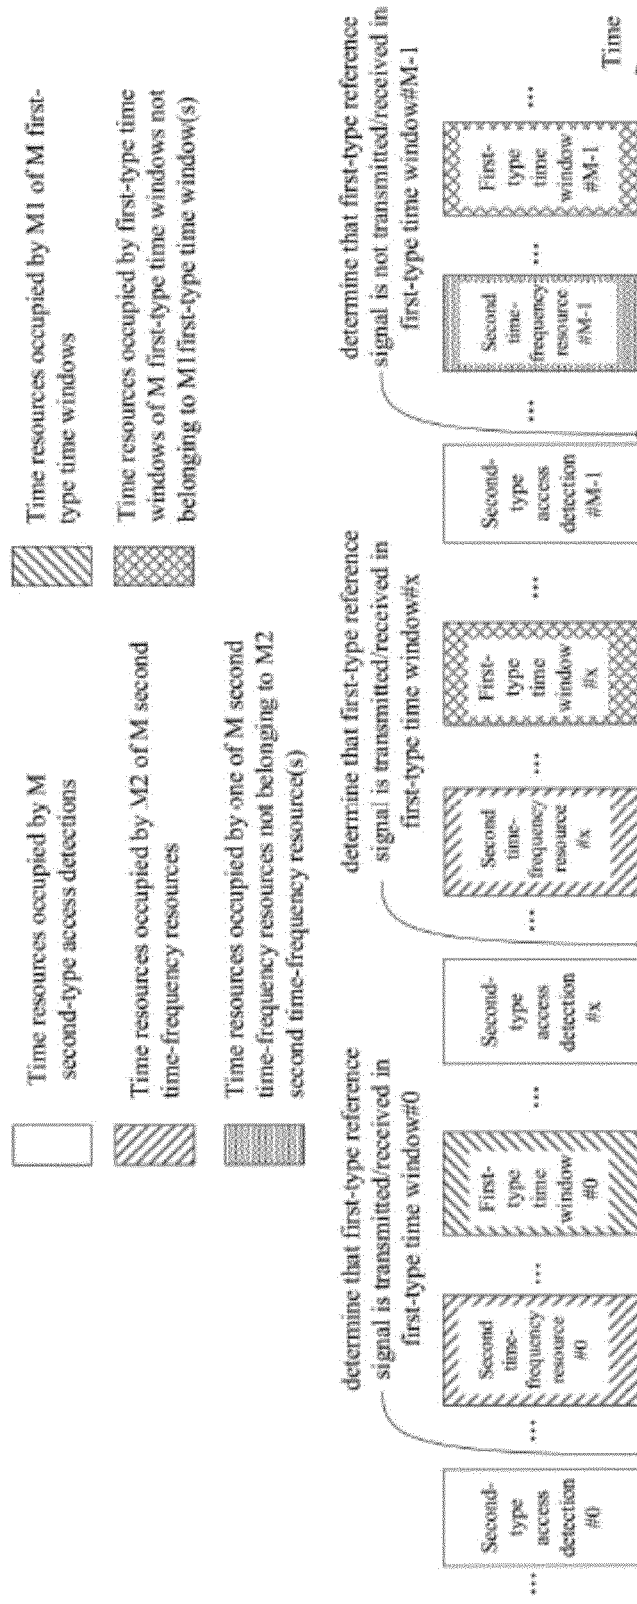 Time resources occupied by M
second-type access detections
Time resources occupied by M2 of M second
time-frequency resources
Time resources occupied by one of M second
time-frequency resources not belonging to M2
second time-frequency resource(s)
Time resources occupied by M1 of M first-
type time windows
Time resources occupied by first-type time
windows of M first-type time windows not
belonging to M1first-type time window(s)
determine that first-type reference
signal is transmitted/received in
first-type time window#0
determine that first-type reference
signal is transmitted/received in
first-type time window#x
determine that first-type reference
signal is not transmitted/received in
first-type time window#M-1
...
Second-
type
access
detection
#0
...
Second
time-
frequency
resource
#0
...
First-
type
time
window
#0
...
Second-
type
access
detection
#x
...
Second
time-
frequency
resource
#x
...
First-
type
time
window
#x
...
Second-
type
access
detection
#M-1
...
Second
time-
frequency
resource
#M-1
...
First-
type
time
window
#M-1
...
Time